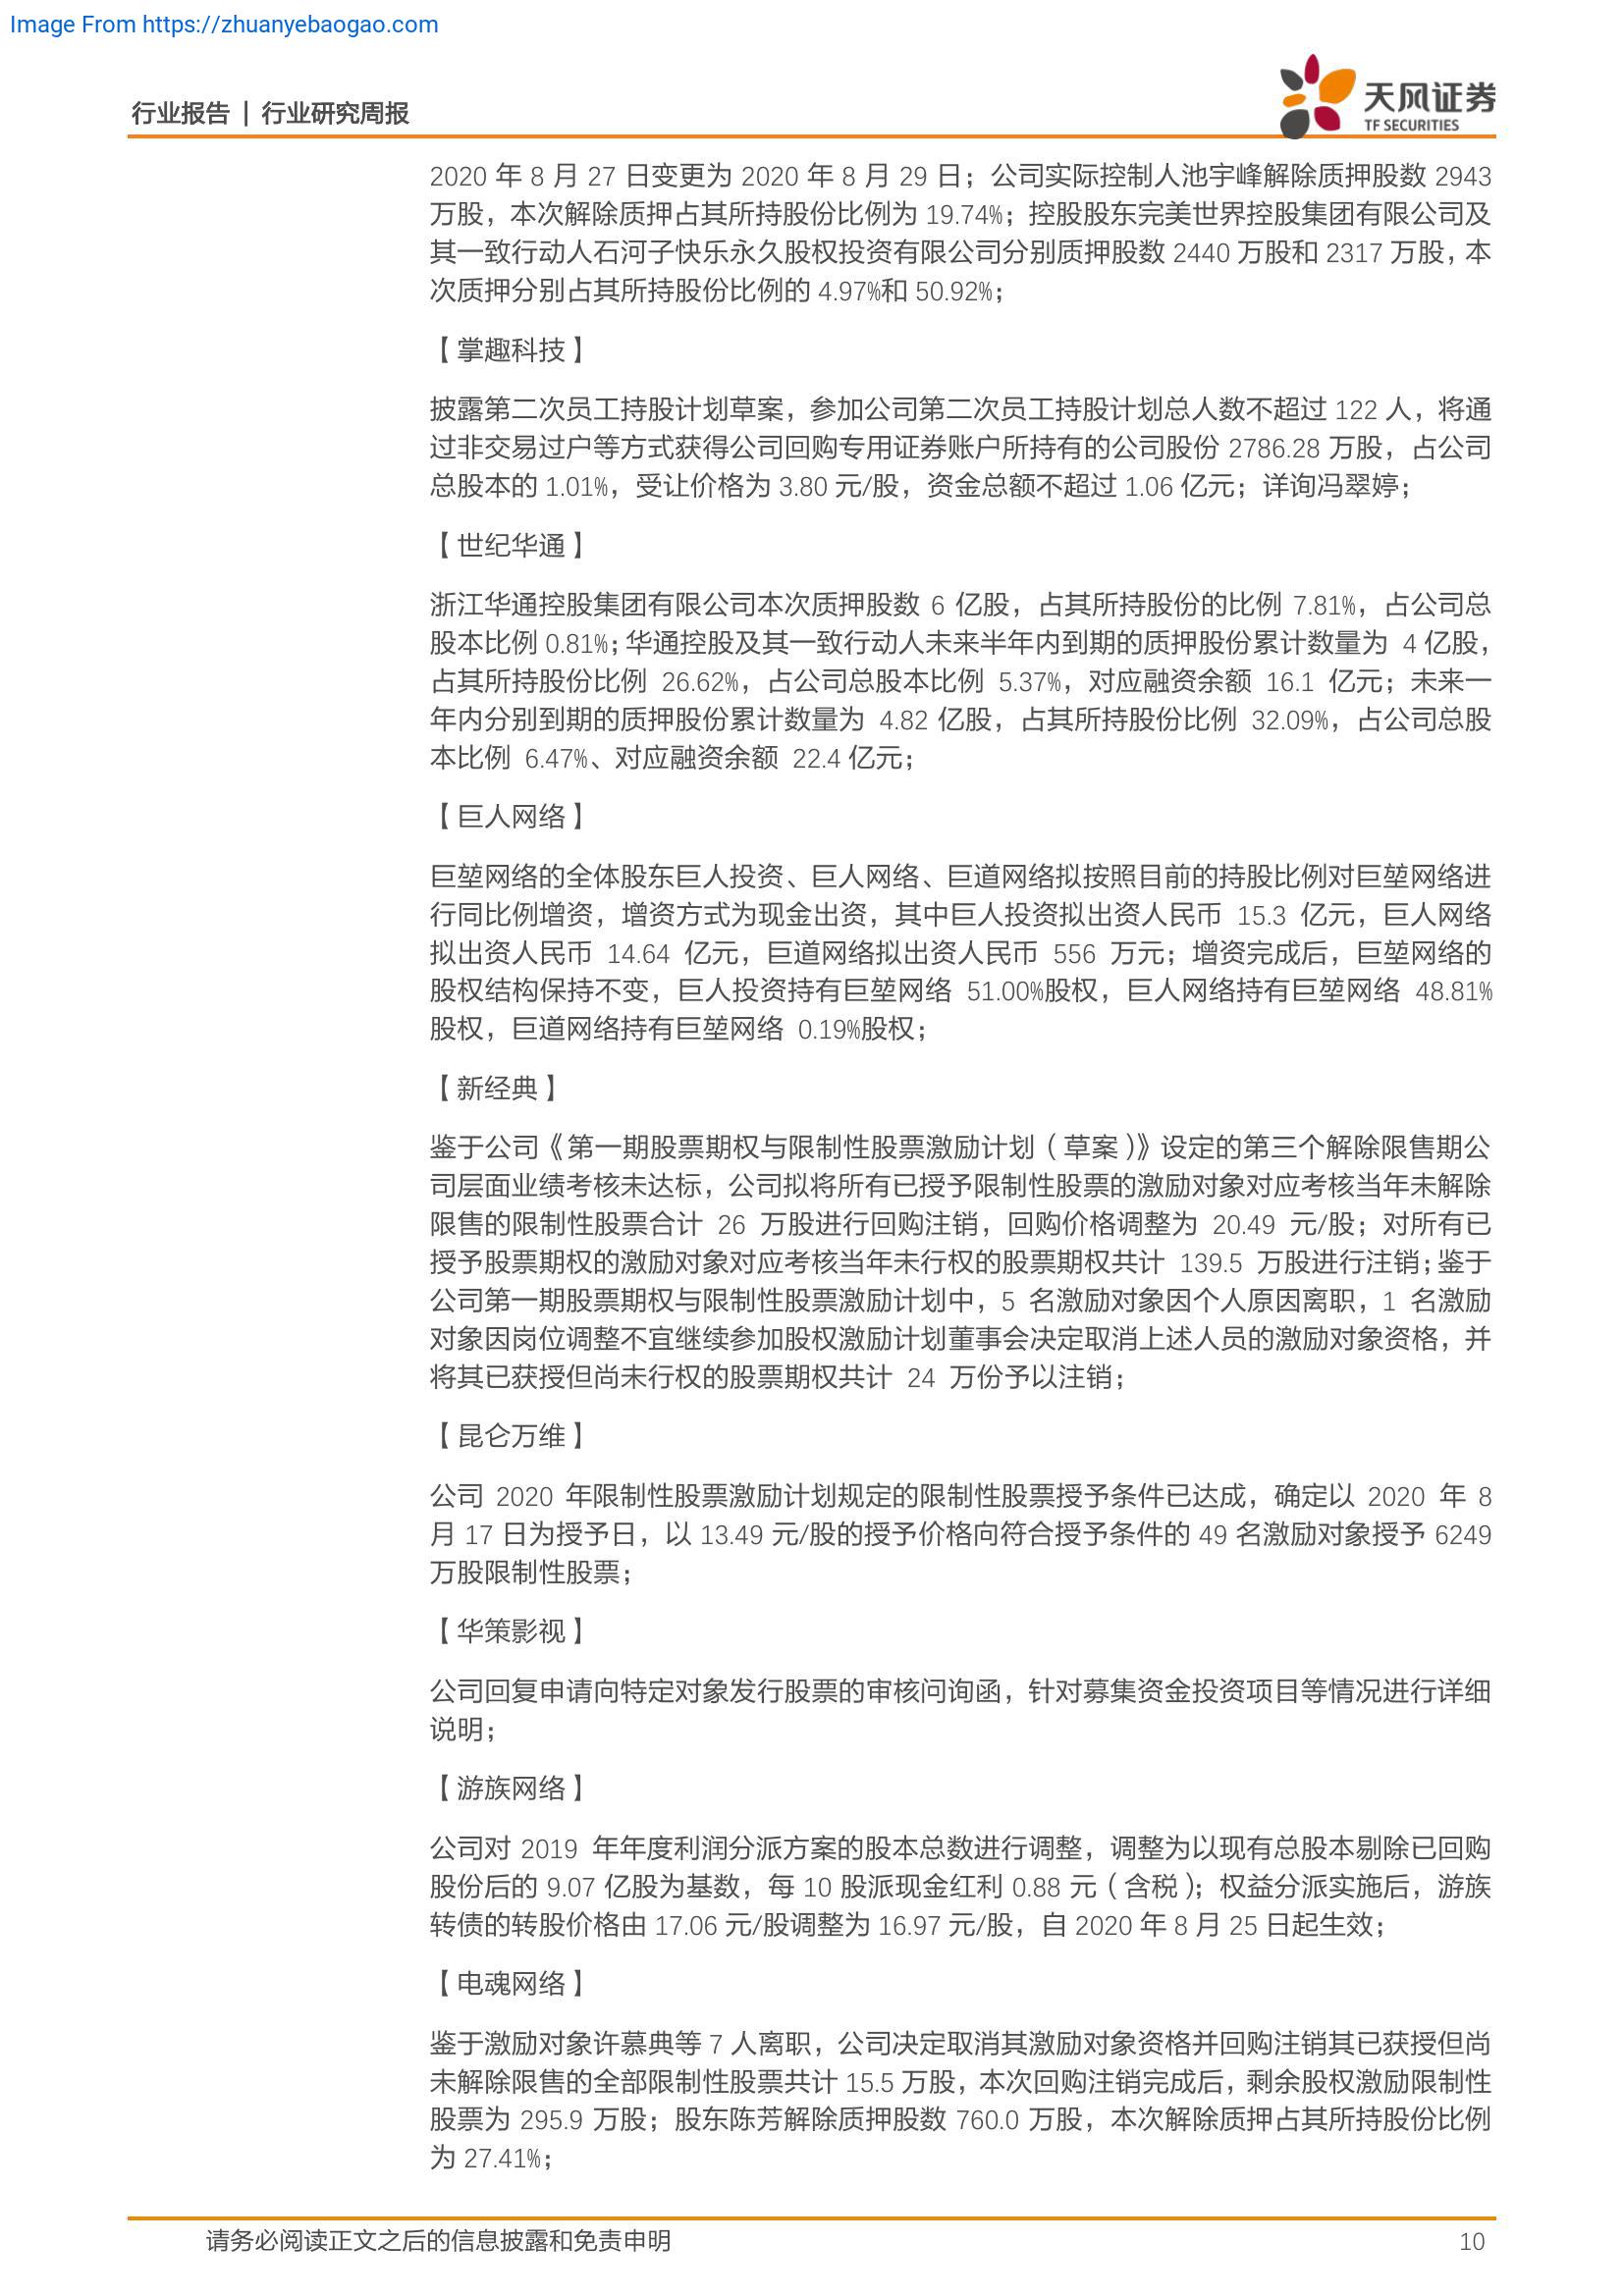 Image From https://zhuanyebaogao.com
行业报告 | 行业研究周报
天风证券
TF SECURITIES
2020 年 8 月 27 日变更为 2020 年 8 月 29 日；公司实际控制人池宇峰解除质押股数 2943
万股，本次解除质押占其所持股份比例为 19.74%；控股股东完美世界控股集团有限公司及
其一致行动人石河子快乐永久股权投资有限公司分别质押股数 2440 万股和 2317 万股，本
次质押分别占其所持股份比例的 4.97%和 50.92%；
【掌趣科技】
披露第二次员工持股计划草案，参加公司第二次员工持股计划总人数不超过 122 人，将通
过非交易过户等方式获得公司回购专用证券账户所持有的公司股份 2786.28 万股，占公司
总股本的 1.01%，受让价格为 3.80 元/股，资金总额不超过 1.06 亿元；详询冯翠婷；
【世纪华通】
浙江华通控股集团有限公司本次质押股数 6 亿股，占其所持股份的比例 7.81%，占公司总
股本比例 0.81%；华通控股及其一致行动人未来半年内到期的质押股份累计数量为 4 亿股，
占其所持股份比例 26.62%，占公司总股本比例 5.37%，对应融资余额 16.1 亿元；未来一
年内分别到期的质押股份累计数量为 4.82 亿股，占其所持股份比例 32.09%，占公司总股
本比例 6.47%、对应融资余额 22.4 亿元；
【巨人网络】
巨堃网络的全体股东巨人投资、巨人网络、巨道网络拟按照目前的持股比例对巨堃网络进
行同比例增资，增资方式为现金出资，其中巨人投资拟出资人民币 15.3 亿元，巨人网络
拟出资人民币 14.64 亿元，巨道网络拟出资人民币 556 万元；增资完成后，巨堃网络的
股权结构保持不变，巨人投资持有巨堃网络 51.00%股权，巨人网络持有巨堃网络 48.81%
股权，巨道网络持有巨堃网络 0.19%股权；
【新经典】
鉴于公司《第一期股票期权与限制性股票激励计划（草案）》设定的第三个解除限售期公
司层面业绩考核未达标，公司拟将所有已授予限制性股票的激励对象对应考核当年未解除
限售的限制性股票合计 26 万股进行回购注销，回购价格调整为 20.49 元/股；对所有已
授予股票期权的激励对象对应考核当年未行权的股票期权共计 139.5 万股进行注销；鉴于
公司第一期股票期权与限制性股票激励计划中，5 名激励对象因个人原因离职，1 名激励
对象因岗位调整不宜继续参加股权激励计划董事会决定取消上述人员的激励对象资格，并
将其已获授但尚未行权的股票期权共计 24 万份予以注销；
【昆仑万维】
公司 2020 年限制性股票激励计划规定的限制性股票授予条件已达成，确定以 2020 年 8
月 17 日为授予日，以 13.49 元/股的授予价格向符合授予条件的 49 名激励对象授予 6249
万股限制性股票；
【华策影视】
公司回复申请向特定对象发行股票的审核问询函，针对募集资金投资项目等情况进行详细
说明；
【游族网络】
公司对 2019 年年度利润分派方案的股本总数进行调整，调整为以现有总股本剔除已回购
股份后的 9.07 亿股为基数，每 10 股派现金红利 0.88 元（含税）；权益分派实施后，游族
转债的转股价格由 17.06 元/股调整为 16.97 元/股，自 2020 年 8 月 25 日起生效；
【电魂网络】
鉴于激励对象许慕典等 7 人离职，公司决定取消其激励对象资格并回购注销其已获授但尚
未解除限售的全部限制性股票共计 15.5 万股，本次回购注销完成后，剩余股权激励限制性
股票为 295.9 万股；股东陈芳解除质押股数 760.0 万股，本次解除质押占其所持股份比例
为 27.41%；
请务必阅读正文之后的信息披露和免责申明
10